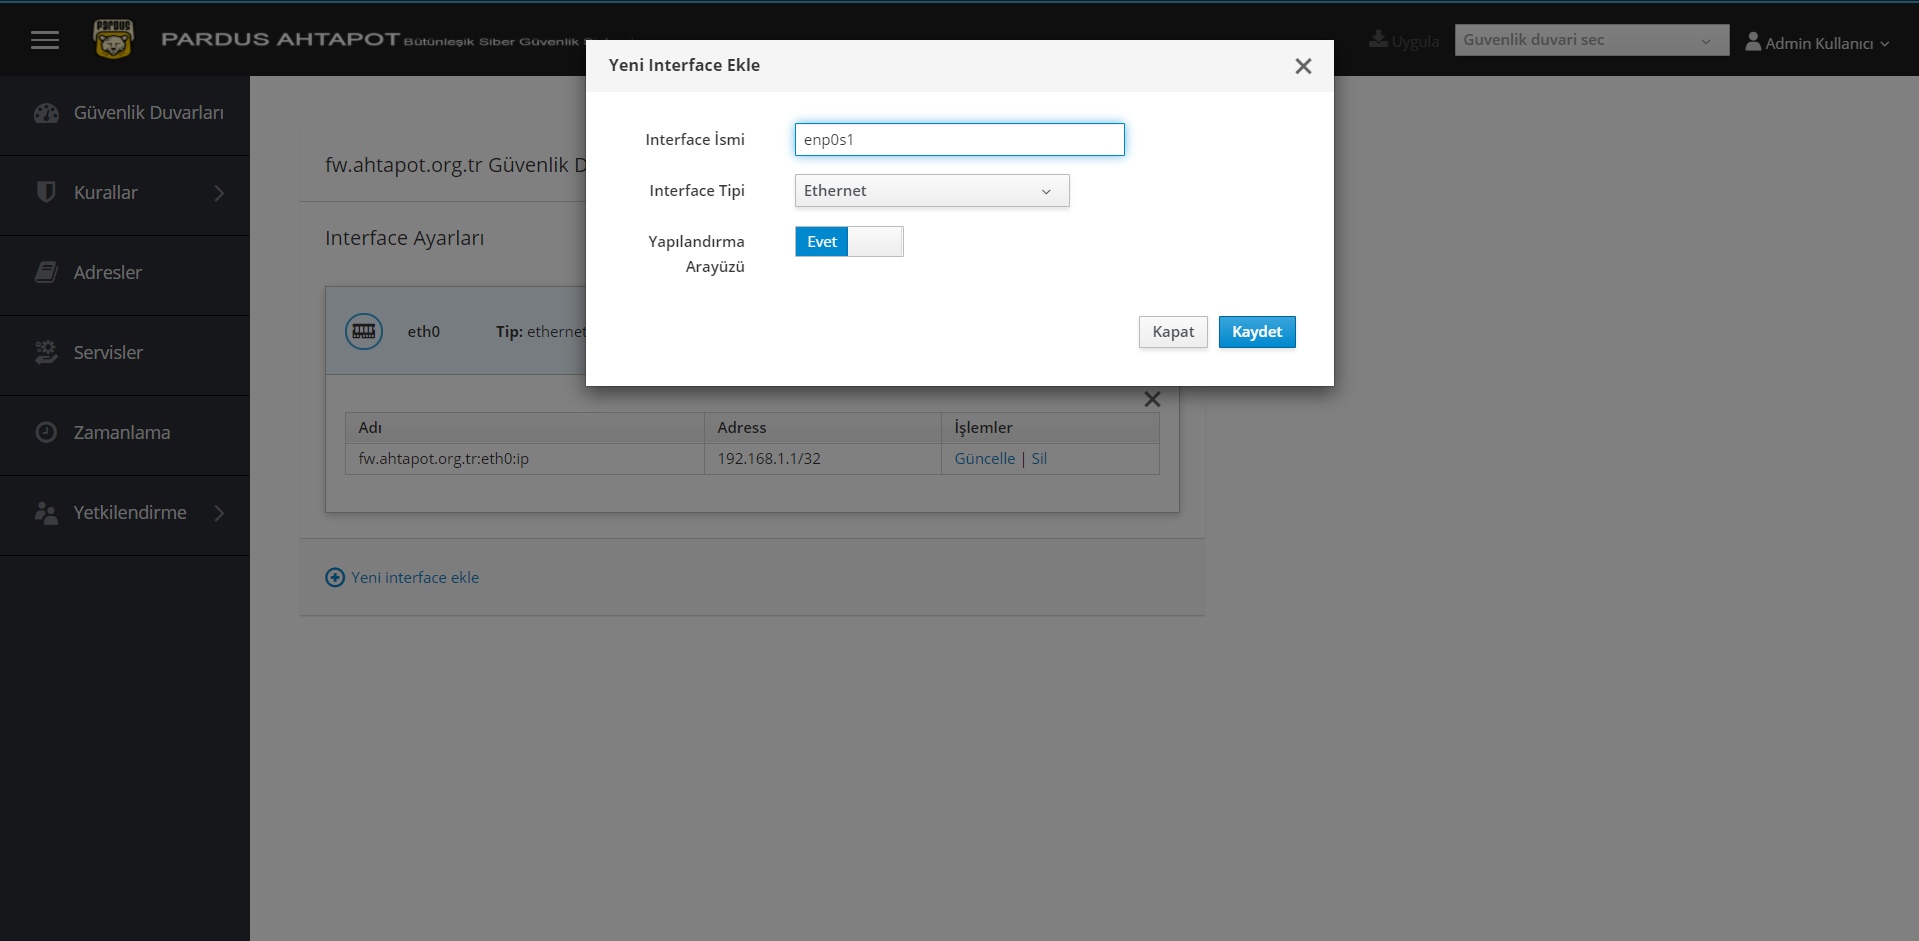 PARDUS
PARDUS AHTAPOT Bütünleşik Siber Güvenlik
Uygula
Guvenlik duvari sec
Admin Kullanıcı
Yeni Interface Ekle
Interface İsmi
enp0s1
Interface Tipi
Ethernet
Yapılandırma
Arayüzü
Evet
Kapat
Kaydet
Güvenlik Duvarları
Kurallar
Adresler
Servisler
Zamanlama
Yetkilendirme
fw.ahtapot.org.tr Güvenlik D
Interface Ayarları
eth0
Tip: ethernet
Adı
Adress
İşlemler
fw.ahtapot.org.tr:eth0:ip
192.168.1.1/32
Güncelle | Sil
Yeni interface ekle